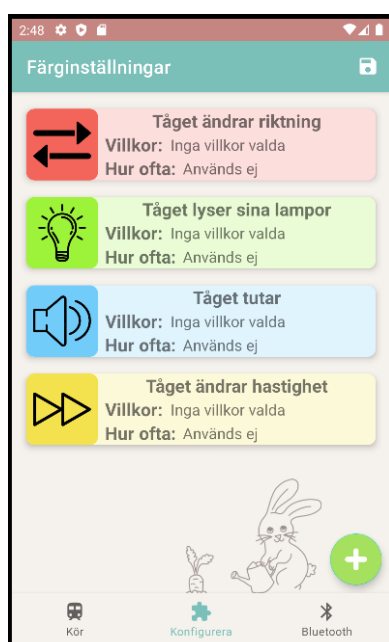 2:48
Färginställningar
Tåget ändrar riktning
Villkor: Inga villkor valda
Hur ofta: Används ej
Tåget lyser sina lampor
Villkor: Inga villkor valda
Hur ofta: Används ej
Tåget tutar
Villkor: Inga villkor valda
Hur ofta: Används ej
Tåget ändrar hastighet
Villkor: Inga villkor valda
Hur ofta: Används ej
Kör Konfigurera Bluetooth